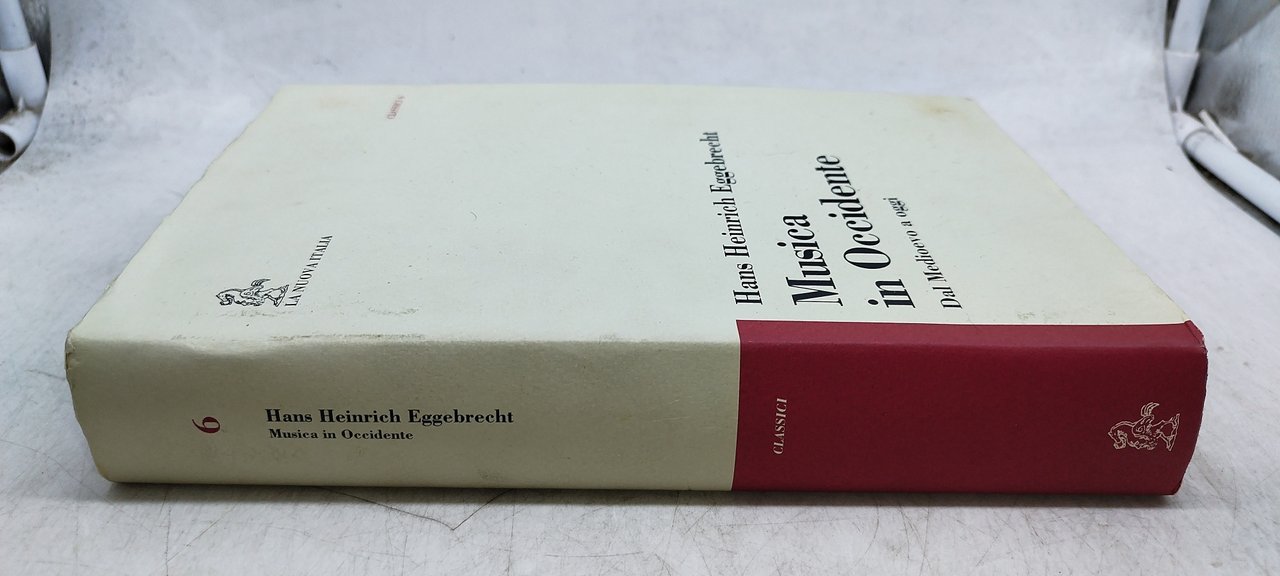 Hans Heinrich Eggebrecht
Musica
in Occidente
Dal Medioevo a oggi
CLASSICI 6
LA NUOVA ITALIA
6
Hans Heinrich Eggebrecht
Musica in Occidente
CLASSICI